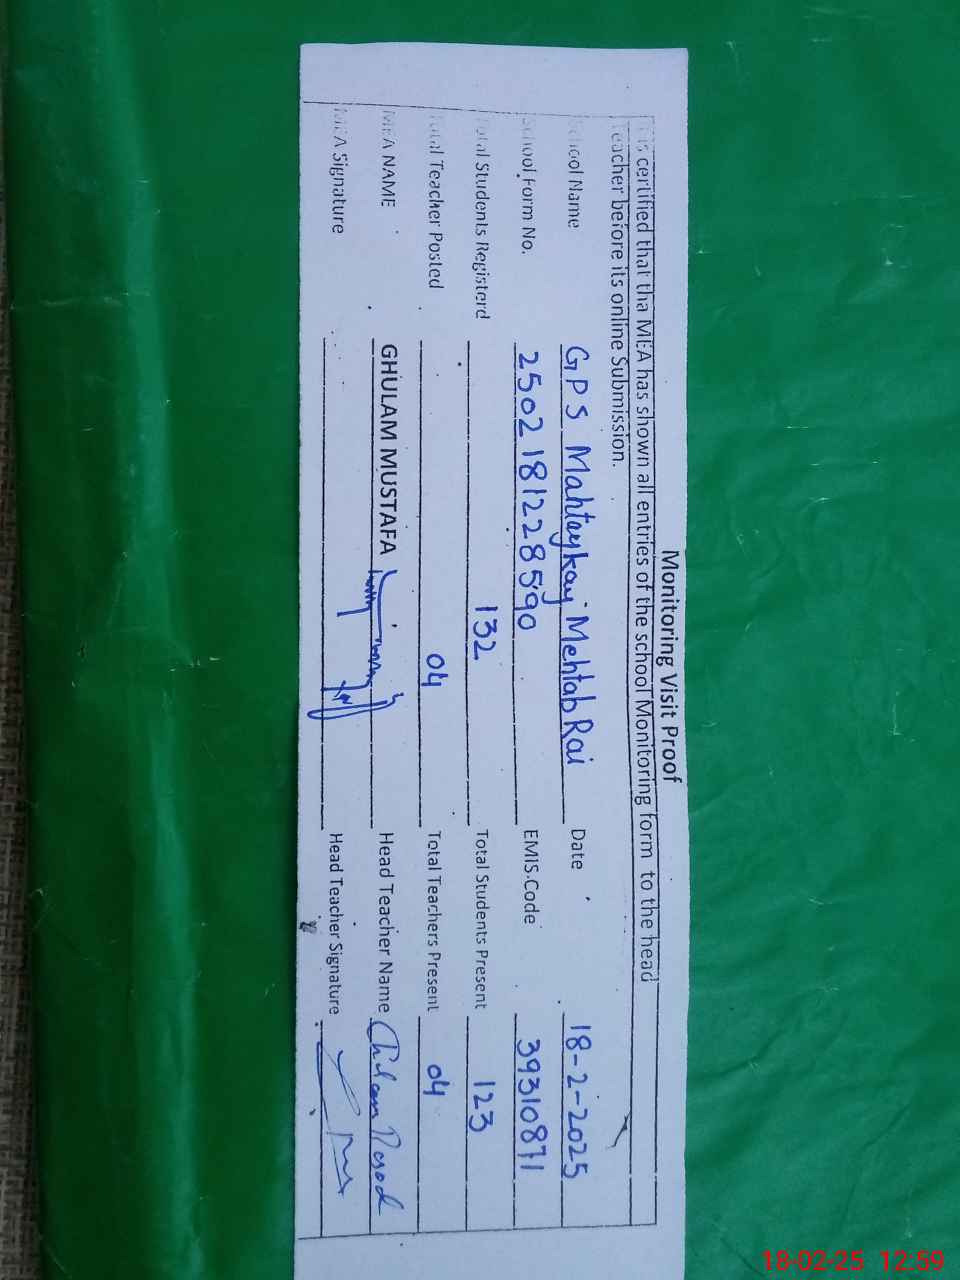 Monitoring Visit Proof
It is certified that tha MEA has shown all entries of the school Monitoring form to the head
Teacher before its online Submission.
School Name GPS Mahtaykay Mehtab Rai Date 18-2-2025
School Form No. 2502181228590 EMIS.Code 39310871
Total Students Registerd 132 Total Students Present 123
Total Teacher Posted 04 Total Teachers Present 04
MEA NAME GHULAM MUSTAFA Head Teacher Name Ghulam
MEA Signature Head Teacher Signature
18-02-25 12:59